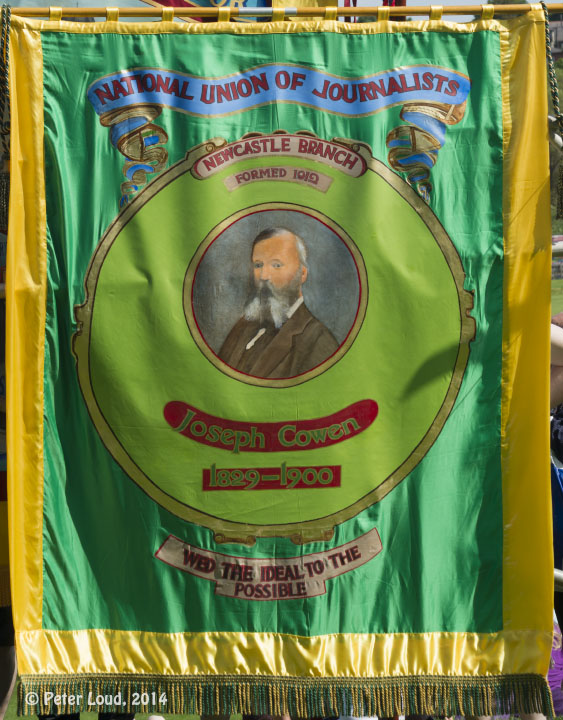 NATIONAL UNION OF JOURNALISTS
NEWCASTLE BRANCH
FORMED 1919
Joseph Cowen
1829–1900
WED THE IDEAL TO THE
POSSIBLE
© Peter Loud, 2014